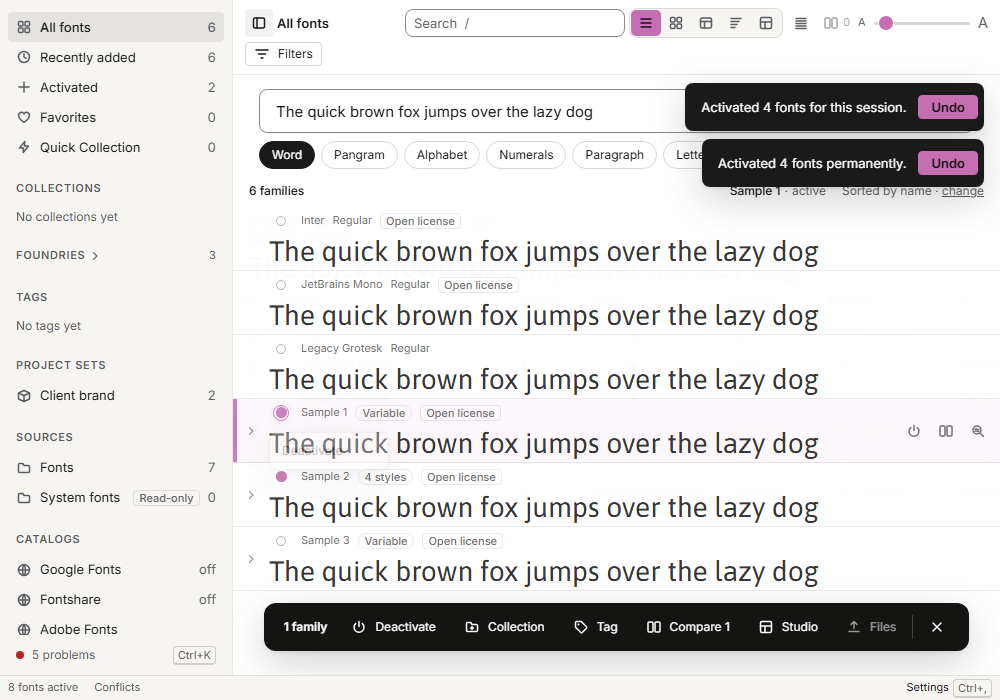 All fonts 6
Recently added 6
Activated 2
Favorites 0
Quick Collection 0
COLLECTIONS
No collections yet
FOUNDRIES 3
TAGS
No tags yet
PROJECT SETS
Client brand 2
SOURCES
Fonts 7
System fonts Read-only 0
CATALOGS
Google Fonts off
Fontshare off
Adobe Fonts
5 problems Ctrl+K
All fonts Search / 0 A A
Filters
The quick brown fox jumps over the lazy dog
Activated 4 fonts for this session. Undo
Word Pangram Alphabet Numerals Paragraph
Activated 4 fonts permanently. Undo
6 families Sample 1 · active Sorted by name · change
Inter Regular Open license
The quick brown fox jumps over the lazy dog
JetBrains Mono Regular Open license
The quick brown fox jumps over the lazy dog
Legacy Grotesk Regular
The quick brown fox jumps over the lazy dog
Sample 1 Variable Open license
The quick brown fox jumps over the lazy dog
Deactivate
Sample 2 4 styles Open license
The quick brown fox jumps over the lazy dog
Sample 3 Variable Open license
The quick brown fox jumps over the lazy dog
1 family Deactivate Collection Tag Compare 1 Studio Files
8 fonts active Conflicts Settings Ctrl+,